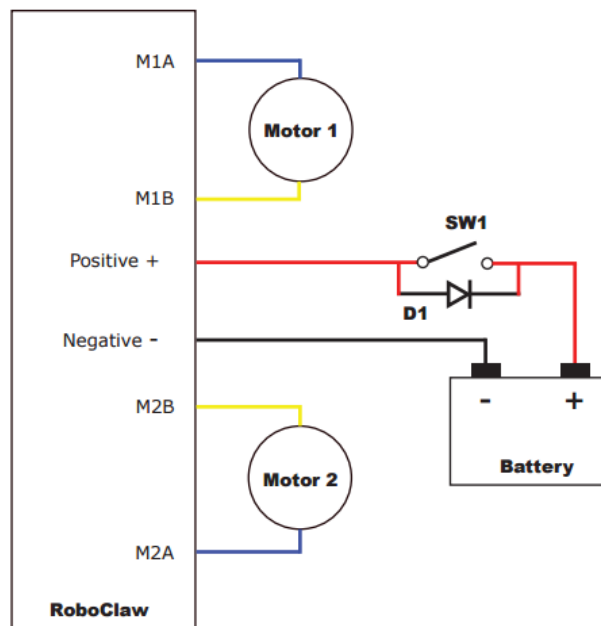 M1A
Motor 1
M1B
SW1
Positive +
D1
Negative -
- +
M2B
Battery
Motor 2
M2A
RoboClaw